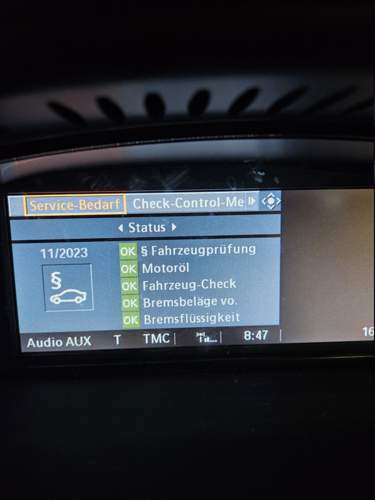 Service-Bedarf Check-Control-Me
Status
11/2023
OK § Fahrzeugprüfung
OK Motoröl
OK Fahrzeug-Check
OK Bremsbeläge vo.
OK Bremsflüssigkeit
§
Audio AUX T TMC 8:47 16